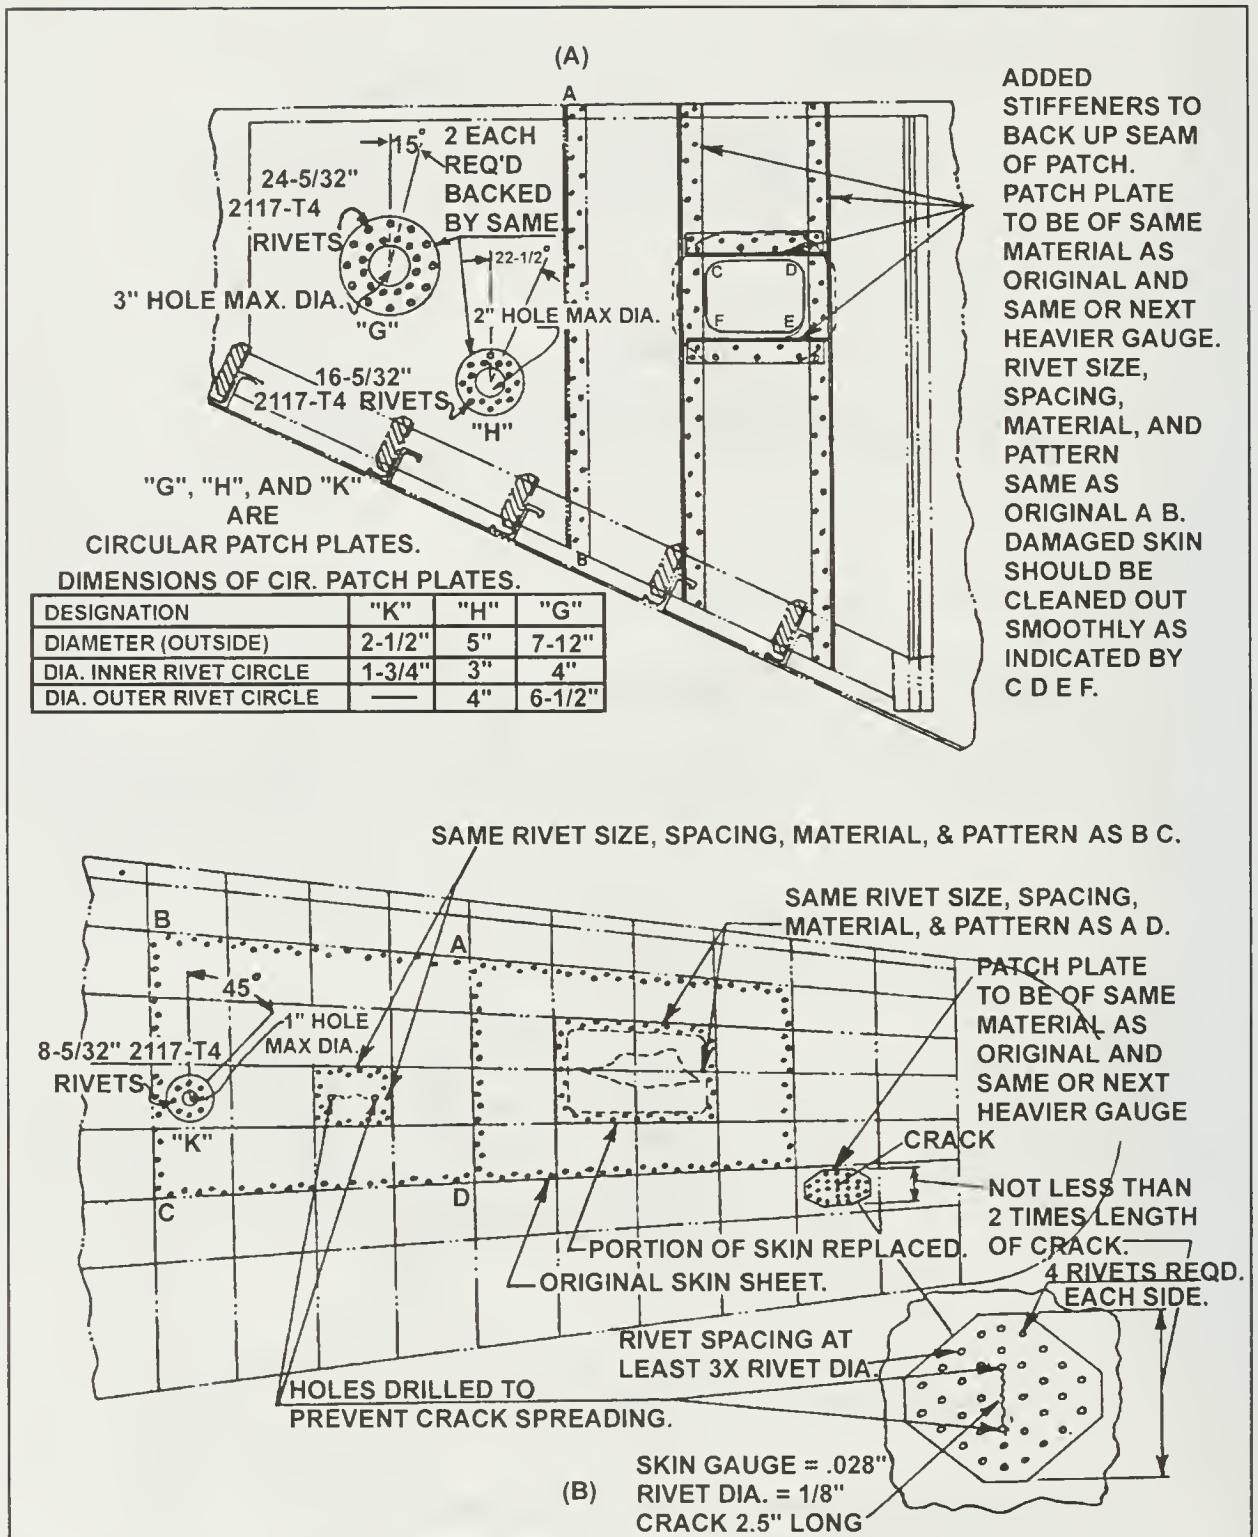 (A)
A
15°
2 EACH
REQ'D
BACKED
BY SAME
24-5/32"
2117-T4
RIVETS
22-1/2°
3" HOLE MAX. DIA.
"G"
2" HOLE MAX DIA.
16-5/32"
2117-T4 RIVETS
"H"
C D
F E
B
ADDED
STIFFENERS TO
BACK UP SEAM
OF PATCH.
PATCH PLATE
TO BE OF SAME
MATERIAL AS
ORIGINAL AND
SAME OR NEXT
HEAVIER GAUGE.
RIVET SIZE,
SPACING,
MATERIAL, AND
PATTERN
SAME AS
ORIGINAL A B.
DAMAGED SKIN
SHOULD BE
CLEANED OUT
SMOOTHLY AS
INDICATED BY
C D E F.
"G", "H", AND "K"
ARE
CIRCULAR PATCH PLATES.
DIMENSIONS OF CIR. PATCH PLATES.
DESIGNATION "K" "H" "G"
DIAMETER (OUTSIDE) 2-1/2" 5" 7-12"
DIA. INNER RIVET CIRCLE 1-3/4" 3" 4"
DIA. OUTER RIVET CIRCLE — 4" 6-1/2"
SAME RIVET SIZE, SPACING, MATERIAL, & PATTERN AS B C.
SAME RIVET SIZE, SPACING,
MATERIAL, & PATTERN AS A D.
B
A
45°
1" HOLE
MAX DIA.
8-5/32" 2117-T4
RIVETS
"K"
C
D
PATCH PLATE
TO BE OF SAME
MATERIAL AS
ORIGINAL AND
SAME OR NEXT
HEAVIER GAUGE
CRACK
NOT LESS THAN
2 TIMES LENGTH
OF CRACK.
PORTION OF SKIN REPLACED.
ORIGINAL SKIN SHEET.
4 RIVETS REQD.
EACH SIDE.
RIVET SPACING AT
LEAST 3X RIVET DIA.
HOLES DRILLED TO
PREVENT CRACK SPREADING.
(B)
SKIN GAUGE = .028"
RIVET DIA. = 1/8"
CRACK 2.5" LONG